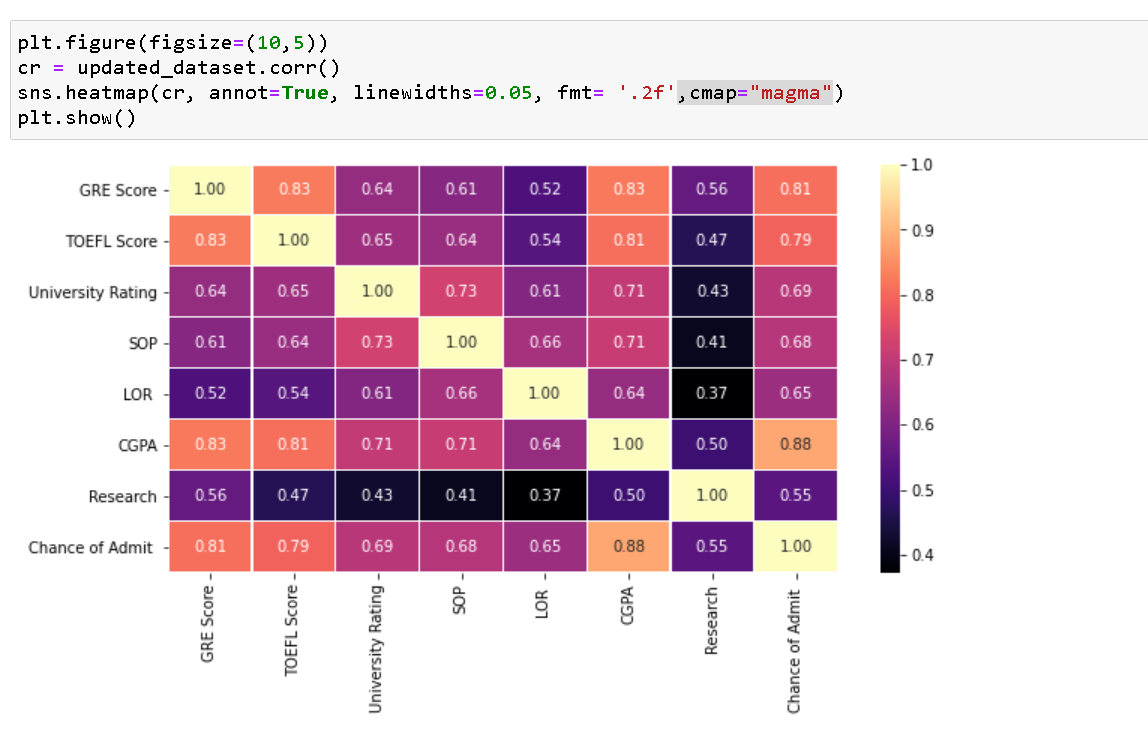 plt.figure(figsize=(10,5))
cr = updated_dataset.corr()
sns.heatmap(cr, annot=True, linewidths=0.05, fmt= '.2f',cmap="magma")
plt.show()
GRE Score 1.00 0.83 0.64 0.61 0.52 0.83 0.56 0.81
TOEFL Score 0.83 1.00 0.65 0.64 0.54 0.81 0.47 0.79
University Rating 0.64 0.65 1.00 0.73 0.61 0.71 0.43 0.69
SOP 0.61 0.64 0.73 1.00 0.66 0.71 0.41 0.68
LOR 0.52 0.54 0.61 0.66 1.00 0.64 0.37 0.65
CGPA 0.83 0.81 0.71 0.71 0.64 1.00 0.50 0.88
Research 0.56 0.47 0.43 0.41 0.37 0.50 1.00 0.55
Chance of Admit 0.81 0.79 0.69 0.68 0.65 0.88 0.55 1.00
GRE Score
TOEFL Score
University Rating
SOP
LOR
CGPA
Research
Chance of Admit
1.0
0.9
0.8
0.7
0.6
0.5
0.4